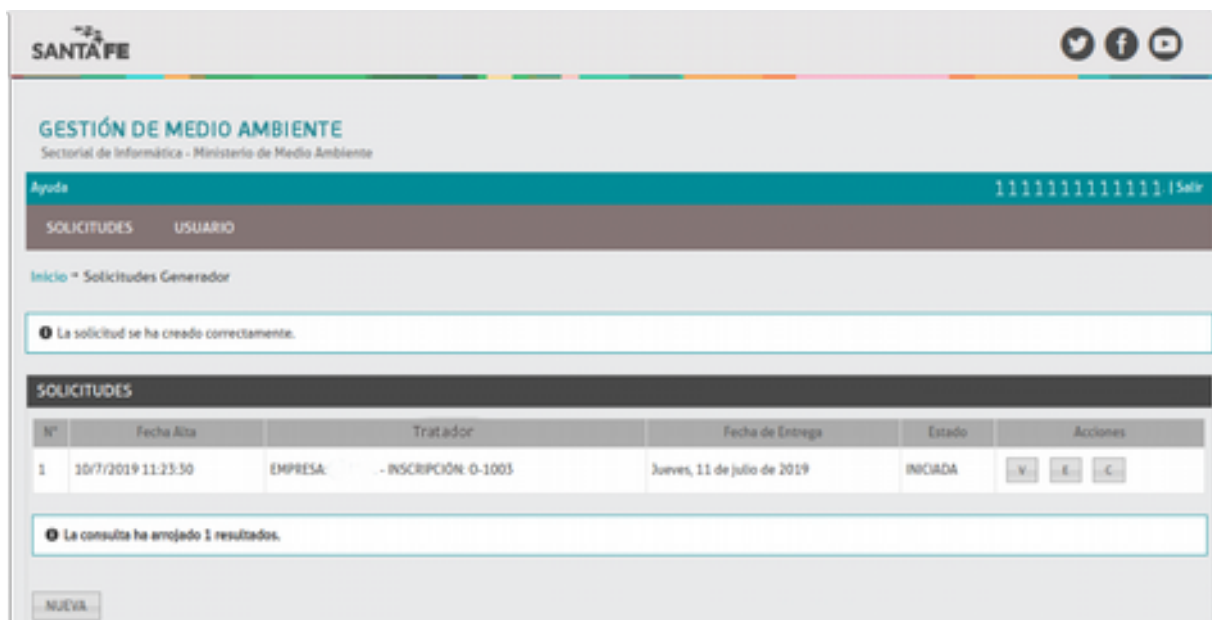 SANTA FE
GESTIÓN DE MEDIO AMBIENTE
Sectorial de Informática - Ministerio de Medio Ambiente
Ayuda 1111111111111 | Salir
SOLICITUDES USUARIO
Inicio Solicitudes Generador
La solicitud se ha creado correctamente.
SOLICITUDES
N° Fecha Alta Tratador Fecha de Entrega Estado Acciones
1 10/7/2019 11:23:30 EMPRESA: - INSCRIPCIÓN: O-1003 Jueves, 11 de julio de 2019 INICIADA V E C
La consulta ha arrojado 1 resultados.
NUEVA